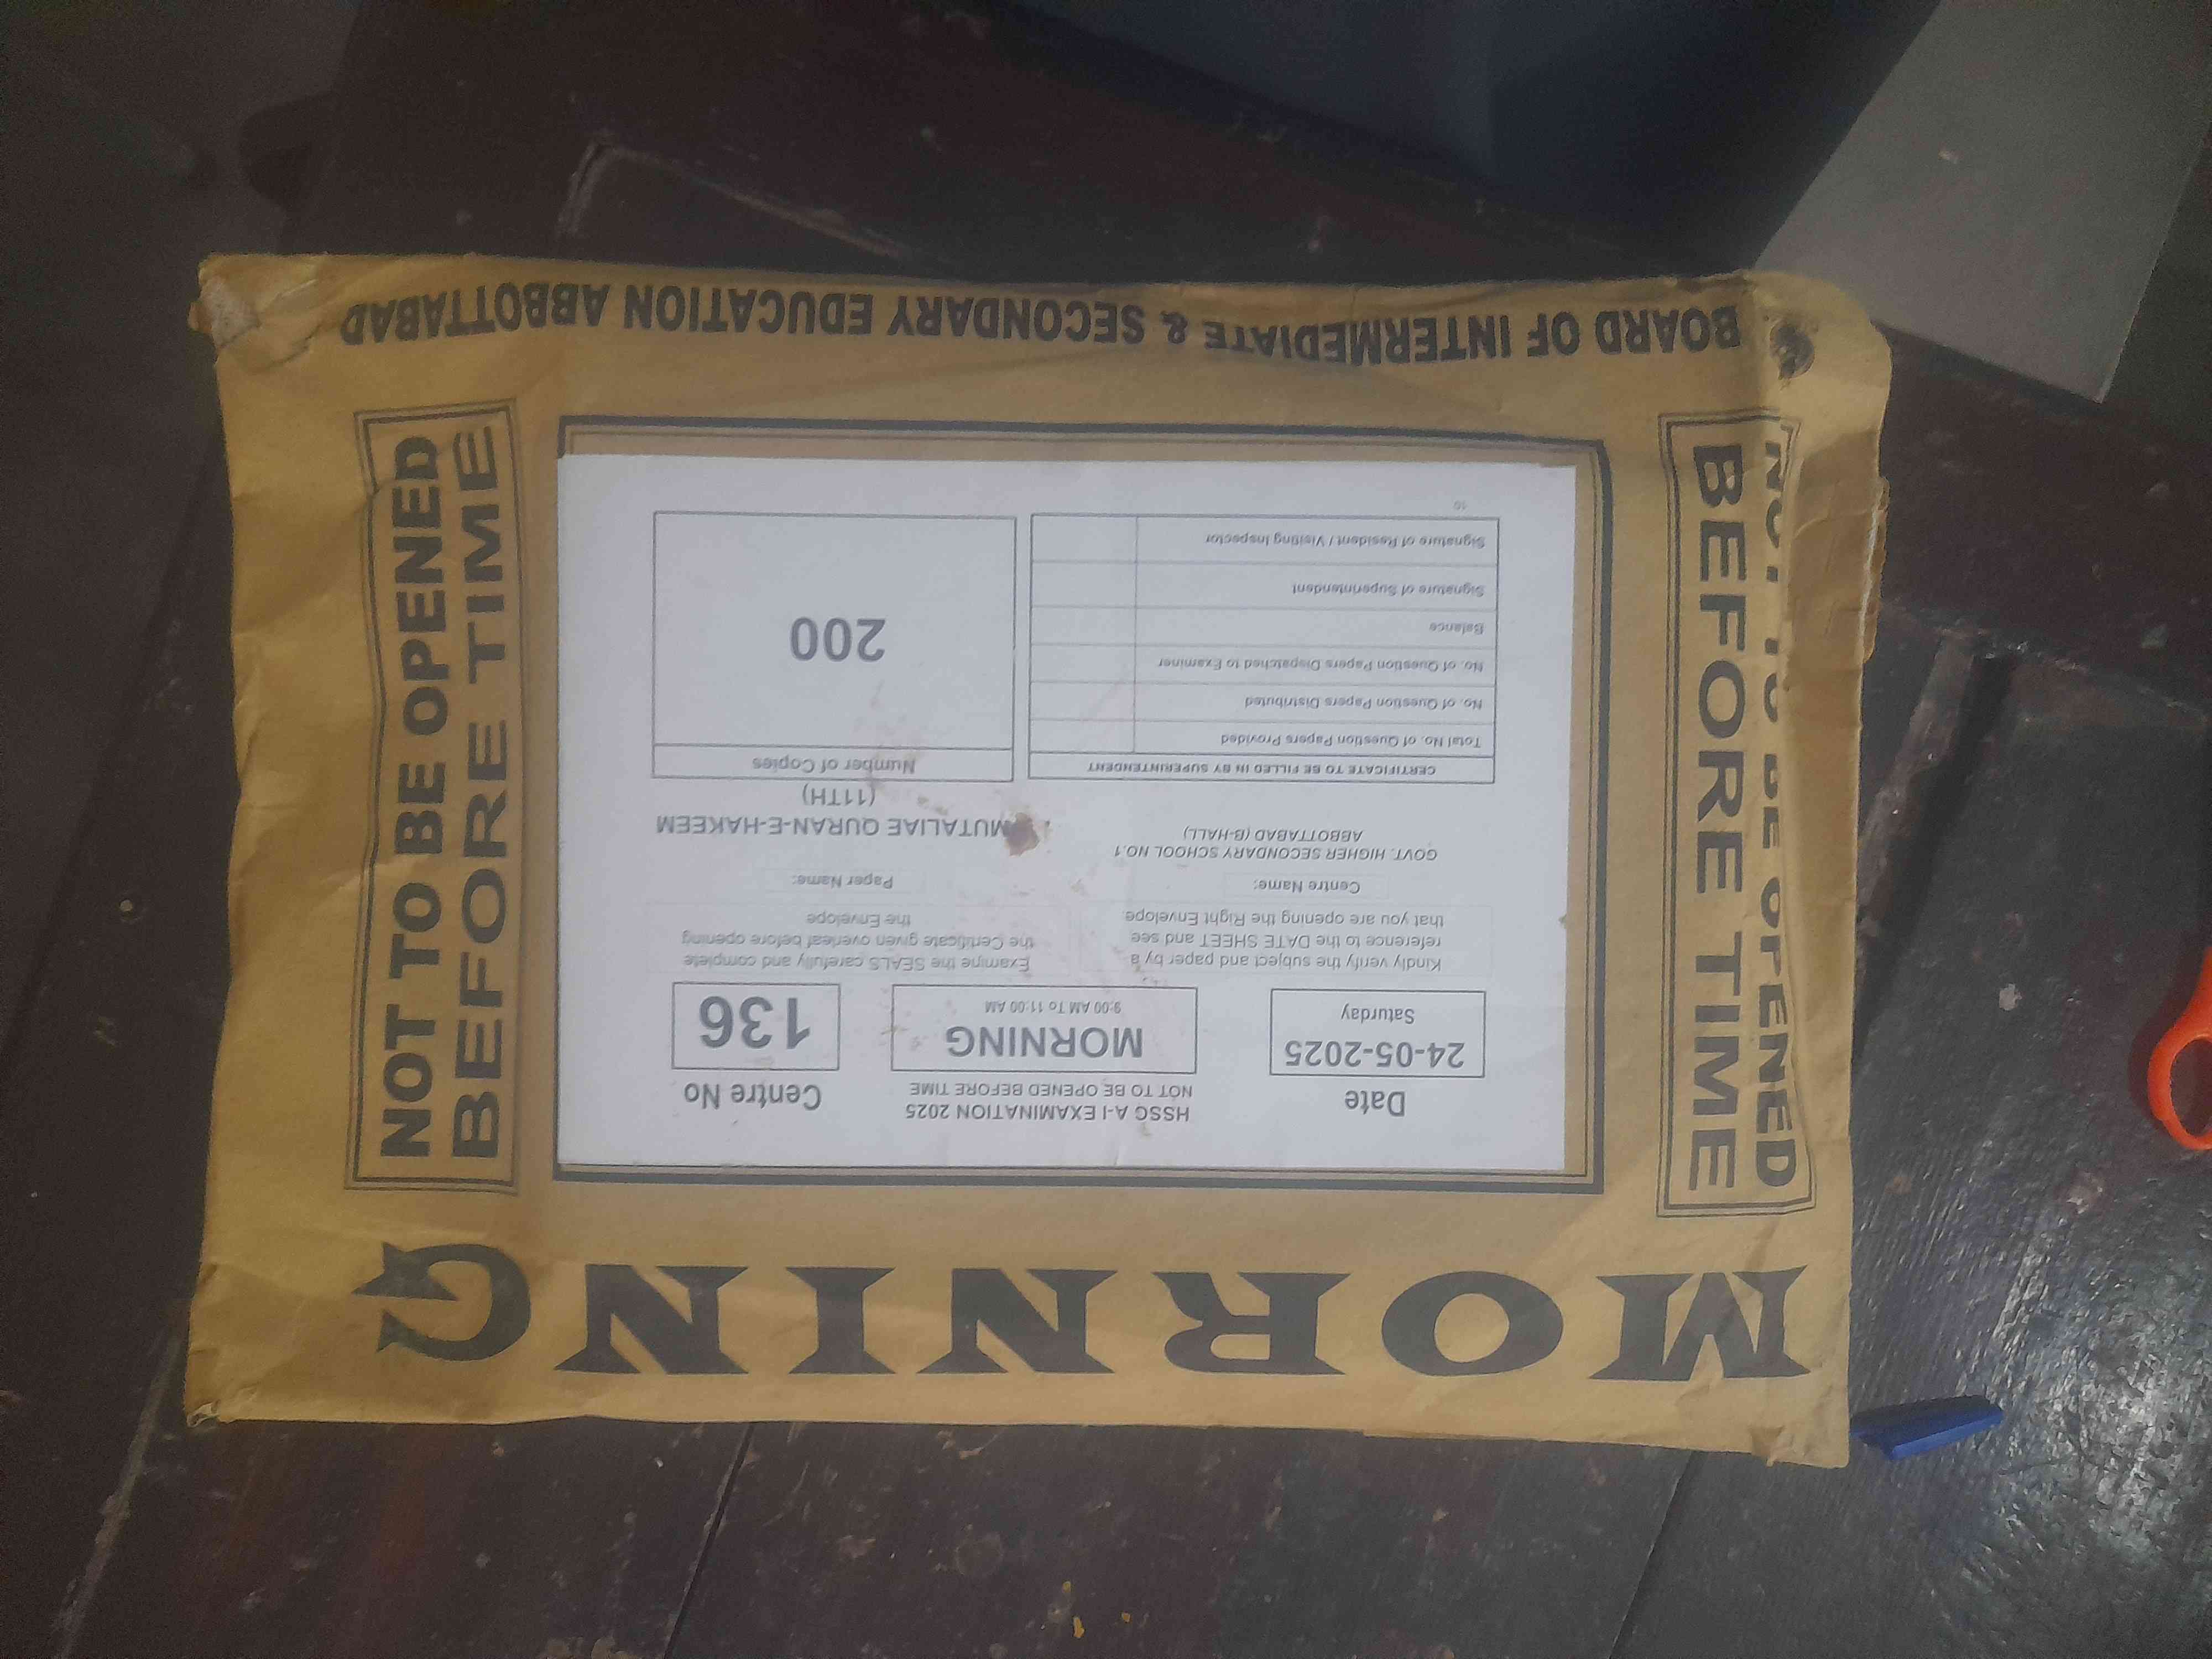 MORNING
NOT TO BE OPENED
BEFORE TIME
Date
24-05-2025
Saturday
HSSC A-I EXAMINATION 2025
NOT TO BE OPENED BEFORE TIME
MORNING
9:00 AM To 11:00 AM
Centre No
136
Kindly verify the subject and paper by a
reference to the DATE SHEET and see
that you are opening the Right Envelope
Examine the SEALS carefully and complete
the Certificate given overleaf before opening
the Envelope
Centre Name:
GOVT. HIGHER SECONDARY SCHOOL NO.1
ABBOTTABAD (B-HALL)
Paper Name:
MUTALIAE QURAN-E-HAKEEM
(11TH)
CERTIFICATE TO BE FILLED IN BY SUPERINTENDENT
Total No. of Question Papers Provided
No. of Question Papers Distributed
No. of Question Papers Dispatched to Examiner
Balance
Signature of Superintendent
Signature of Resident / Visiting Inspector
10
Number of Copies
200
NOT TO BE OPENED
BEFORE TIME
BOARD OF INTERMEDIATE & SECONDARY EDUCATION ABBOTTABAD